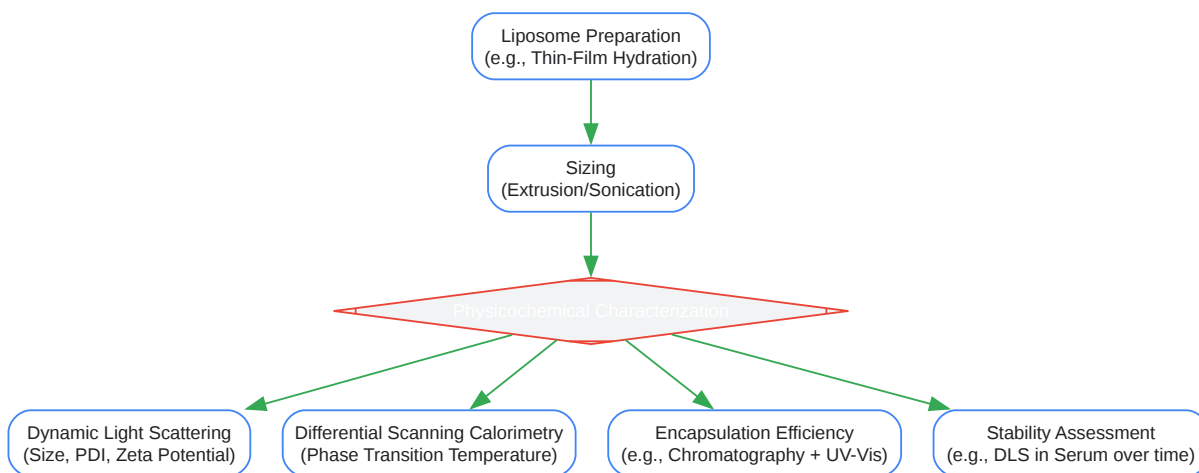 Liposome Preparation
(e.g., Thin-Film Hydration)
Sizing
(Extrusion/Sonication)
Physicochemical Characterization
Dynamic Light Scattering
(Size, PDI, Zeta Potential)
Differential Scanning Calorimetry
(Phase Transition Temperature)
Encapsulation Efficiency
(e.g., Chromatography + UV-Vis)
Stability Assessment
(e.g., DLS in Serum over time)